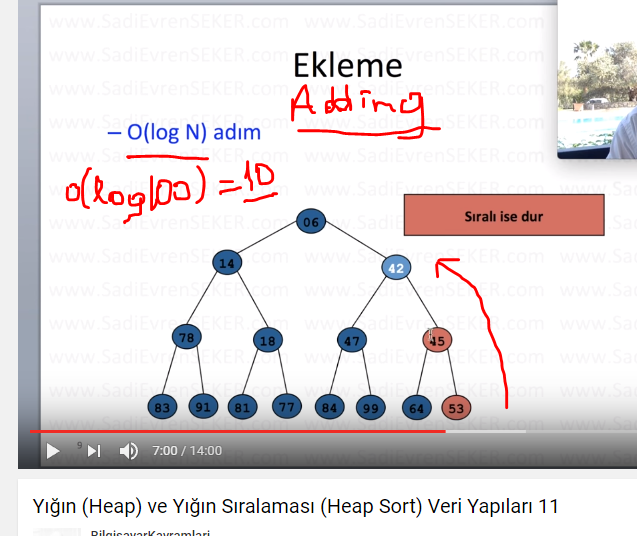 www.SadiEvrenSEKER.com
Ekleme
Adding
– O(log N) adım
O(log100) = 10
Sıralı ise dur
06
14
42
78
18
47
45
83
91
81
77
84
99
64
53
9
7:00 / 14:00
Yığın (Heap) ve Yığın Sıralaması (Heap Sort) Veri Yapıları 11
BilgisayarKavramlari